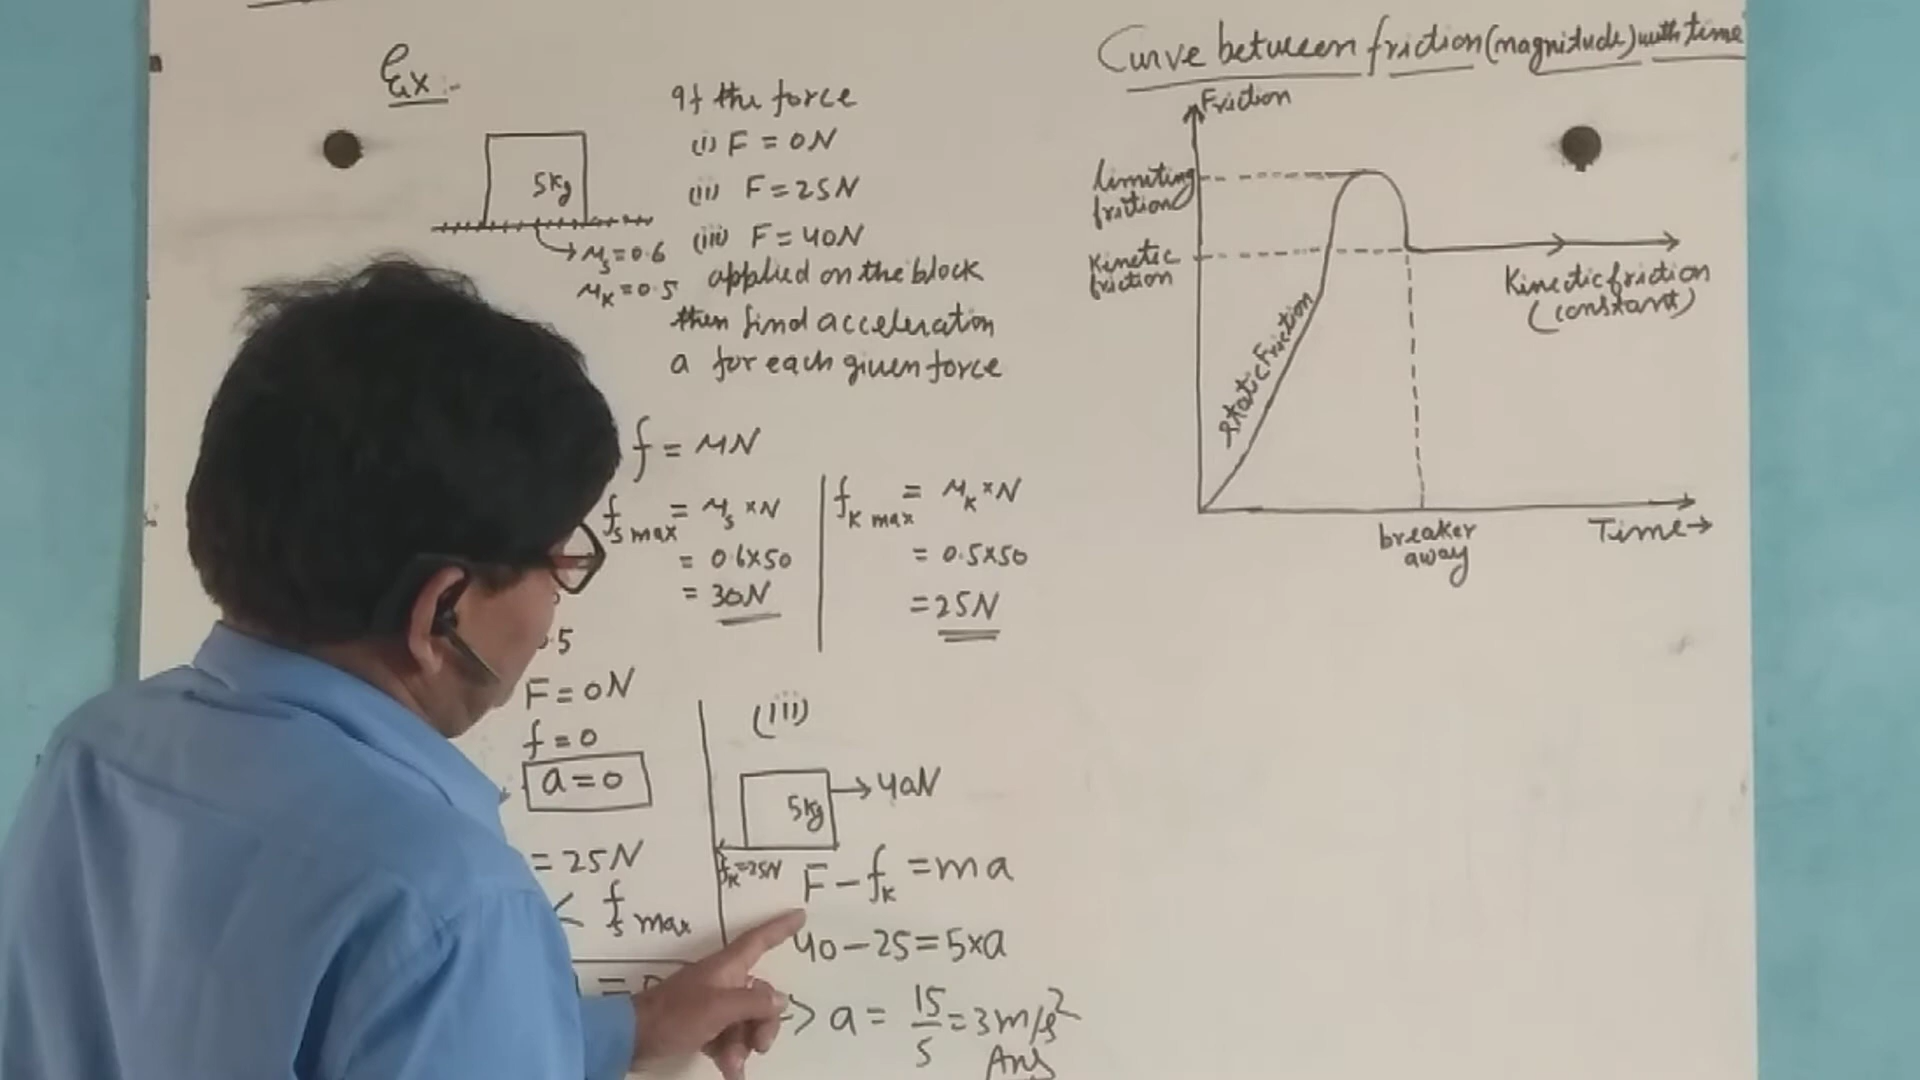 Ex :-
5kg
μs = 0.6
μk = 0.5
9f the force
(i) F = 0N
(ii) F = 25N
(iii) F = 40N
applied on the block
then find acceleration
a for each given force
f = μN
fs max = μs × N
= 0.6×50
= 30N
fk max = μk × N
= 0.5×50
= 25N
.5
F = 0N
f = 0
a = 0
= 25N
< fs max
(iii)
5kg → 40N
fk=25N
F - fk = ma
40 - 25 = 5×a
a = 15/5 = 3m/s²
Ans
Curve between friction (magnitude) with time
Friction
limiting
friction
Kinetic
friction
Static Friction
Kinetic friction
(constant)
breaker
away
Time→